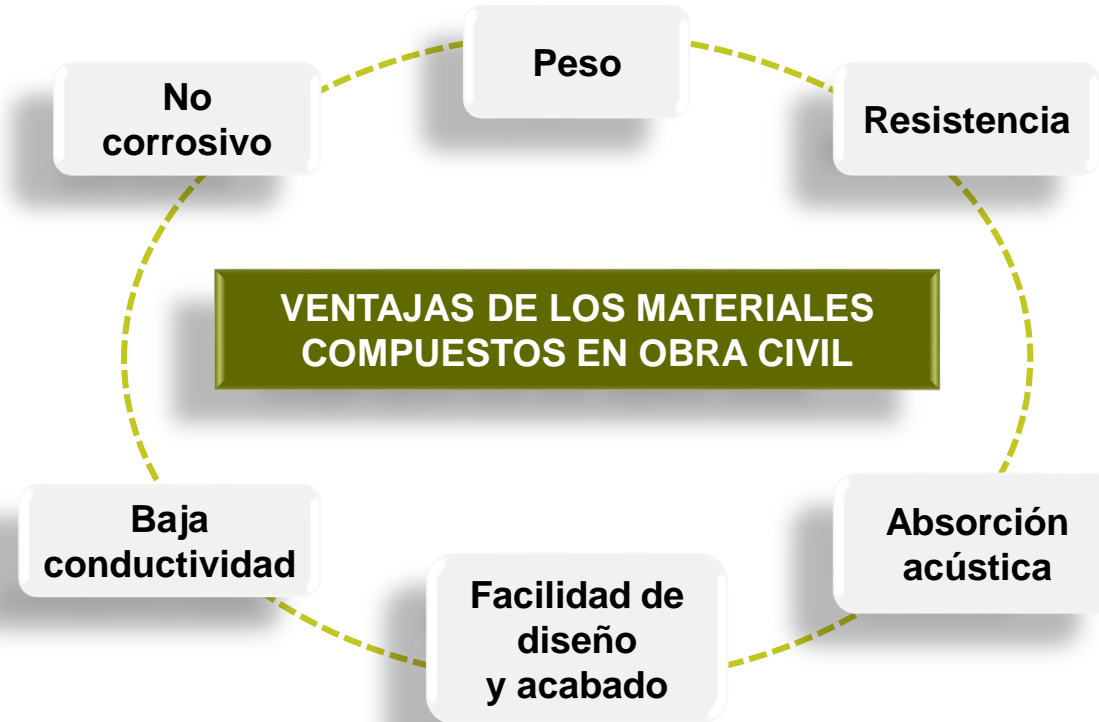 Peso
No
corrosivo
Resistencia
VENTAJAS DE LOS MATERIALES
COMPUESTOS EN OBRA CIVIL
Baja
conductividad
Absorción
acústica
Facilidad de
diseño
y acabado